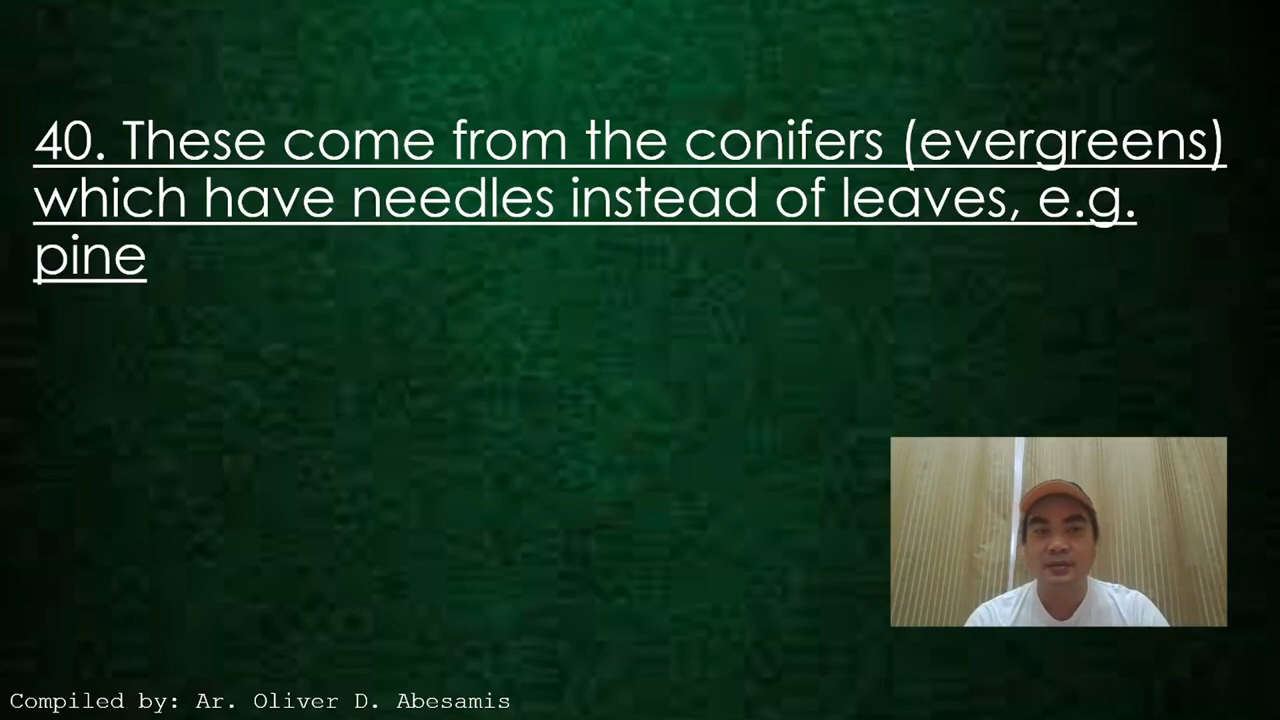 40. These come from the conifers (evergreens)
which have needles instead of leaves, e.g.
pine
Compiled by: Ar. Oliver D. Abesamis